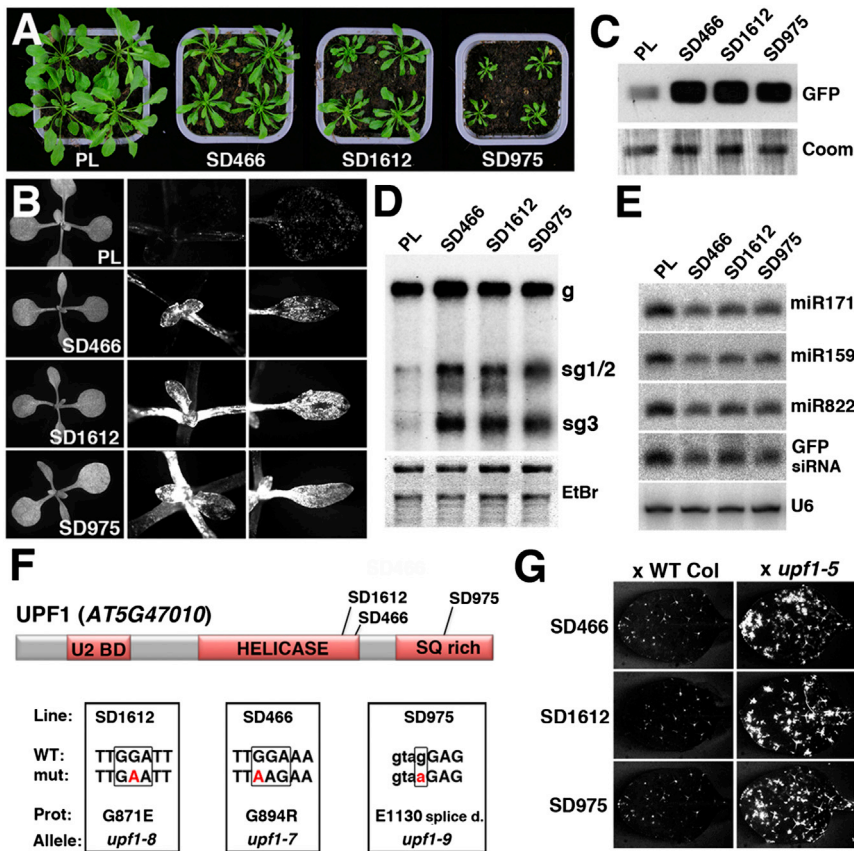 A
PL
SD466
SD1612
SD975
C
PL
SD466
SD1612
SD975
GFP
Coom
B
PL
SD466
SD1612
SD975
D
PL
SD466
SD1612
SD975
g
sg1/2
sg3
EtBr
E
PL
SD466
SD1612
SD975
miR171
miR159
miR822
GFP
siRNA
U6
F
UPF1 (AT5G47010)
SD1612
SD466
SD975
U2 BD
HELICASE
SQ rich
Line: SD1612 SD466 SD975
WT: TTGGATT TTGGAAA gtagGAG
mut: TTGAATT TTAAGAA gtaaGAG
Prot: G871E G894R E1130 splice d.
Allele: upf1-8 upf1-7 upf1-9
G
x WT Col
x upf1-5
SD466
SD1612
SD975